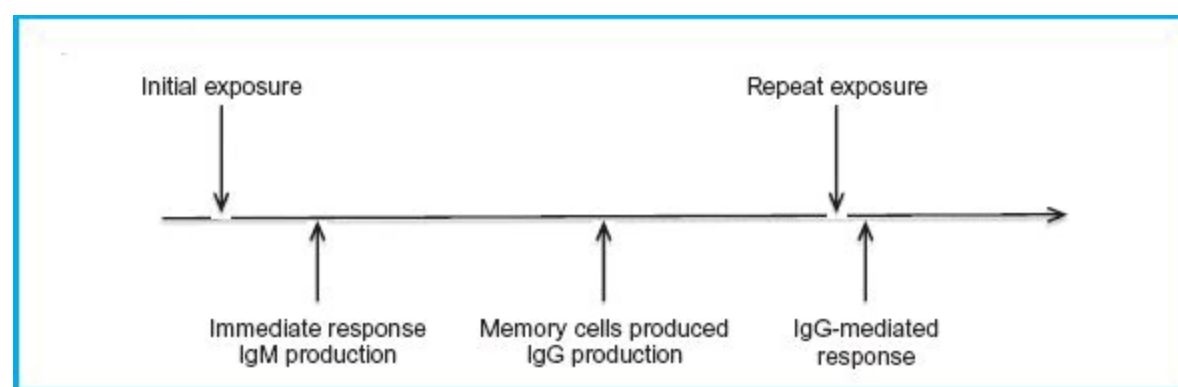 Initial exposure
Repeat exposure
Immediate response
IgM production
Memory cells produced
IgG production
IgG-mediated
response